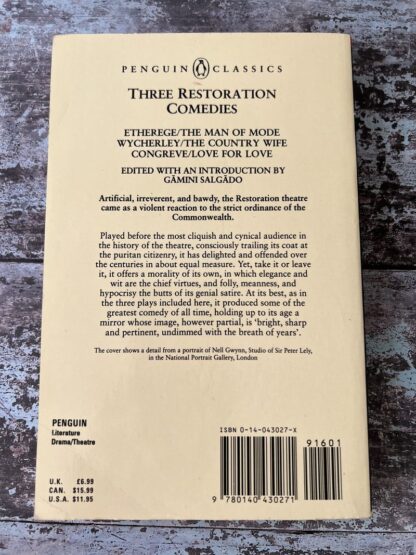 PENGUIN CLASSICS
THREE RESTORATION
COMEDIES
ETHEREGE/THE MAN OF MODE
WYCHERLEY/THE COUNTRY WIFE
CONGREVE/LOVE FOR LOVE
EDITED WITH AN INTRODUCTION BY
GĀMINI SALGĀDO
Artificial, irreverent, and bawdy, the Restoration theatre
came as a violent reaction to the strict ordinance of the
Commonwealth.
Played before the most cliquish and cynical audience in
the history of the theatre, consciously trailing its coat at
the puritan citizenry, it has delighted and offended over
the centuries in about equal measure. Yet, take it or leave
it, it offers a morality of its own, in which elegance and
wit are the chief virtues, and folly, meanness, and
hypocrisy the butts of its genial satire. At its best, as in
the three plays included here, it produced some of the
greatest comedy of all time, holding up to its age a
mirror whose image, however partial, is 'bright, sharp
and pertinent, undimmed with the breath of years'.
The cover shows a detail from a portrait of Nell Gwynn, Studio of Sir Peter Lely,
in the National Portrait Gallery, London
PENGUIN
Literature
Drama/Theatre
U.K. £6.99
CAN. $15.99
U.S.A. $11.95
ISBN 0-14-043027-X
91601
9 780140 430271